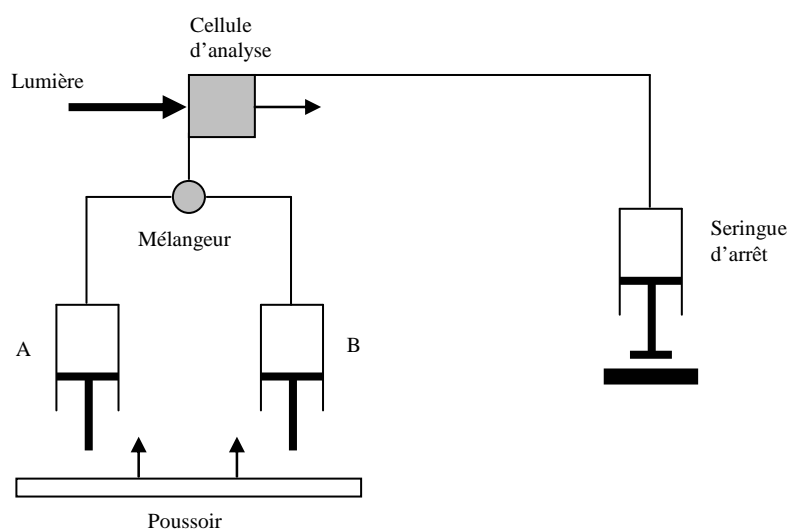 Cellule
d’analyse
Lumière
Mélangeur
Seringue
d’arrêt
A
B
Poussoir